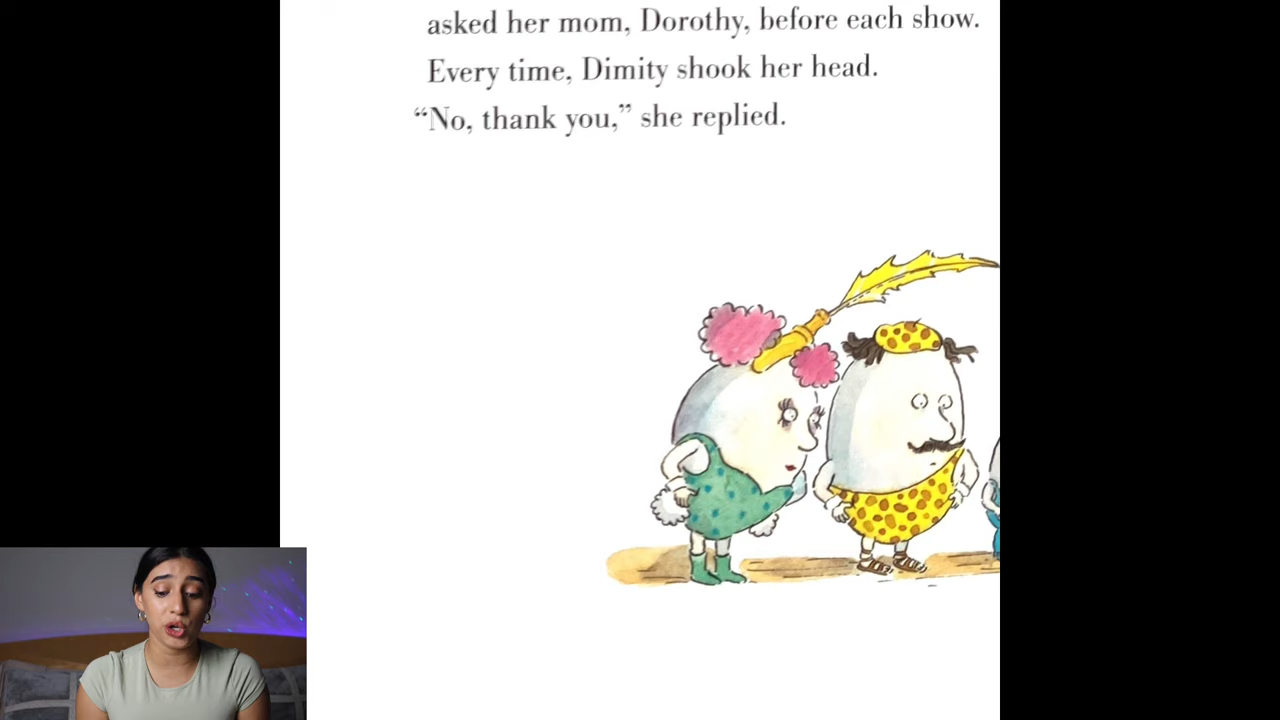 asked her mom, Dorothy, before each show.
Every time, Dimity shook her head.
“No, thank you,” she replied.